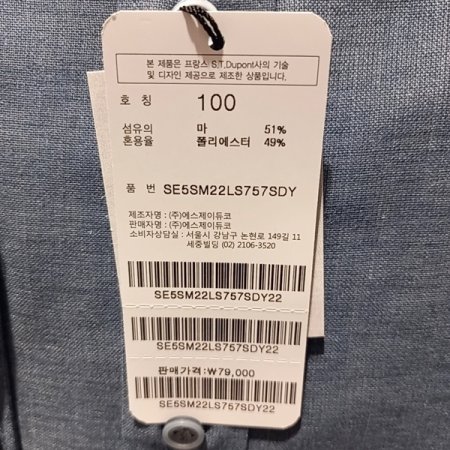 본 제품은 프랑스 S.T.Dupont사의 기술
및 디자인 제공으로 제조한 상품입니다.
호 칭 100
섬유의 마 51%
혼용율 폴리에스터 49%
품 번 SE5SM22LS757SDY
제조자명 : (주)에스제이듀코
판매자명 : (주)에스제이듀코
소비자상담실 : 서울시 강남구 논현로 149길 11
세중빌딩 (02) 2106-3520
SE5SM22LS757SDY22
SE5SM22LS757SDY22
판매가격:₩79,000
SE5SM22LS757SDY22